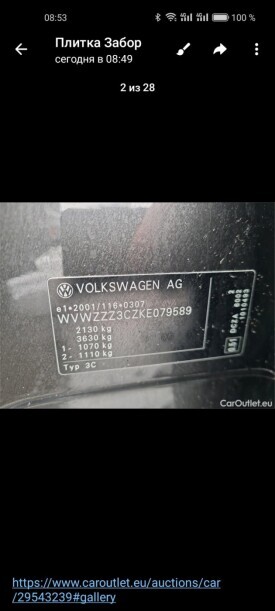 08:53
100 %
Плитка Забор
сегодня в 08:49
2 из 28
VOLKSWAGEN AG
e1*2001/116*0307
WVWZZZ3CZKE079589
2130 kg
3630 kg
1- 1070 kg
2- 1110 kg
Typ 3C
CarOutlet.eu
https://www.caroutlet.eu/auctions/car
/29543239#gallery